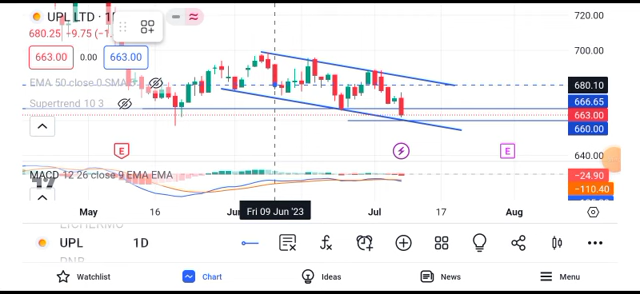 UPL LTD · 1
680.25 −9.75 (−1.
663.00 0.00 663.00
EMA 50 close 0 SMA 5
Supertrend 10 3
720.00
700.00
680.10
666.65
663.00
660.00
640.00
E
E
MACD 12 26 close 9 EMA EMA
−24.90
−110.40
May 16 Jun Fri 09 Jun '23 Jul 17 Aug
UPL 1D
Watchlist Chart Ideas News Menu